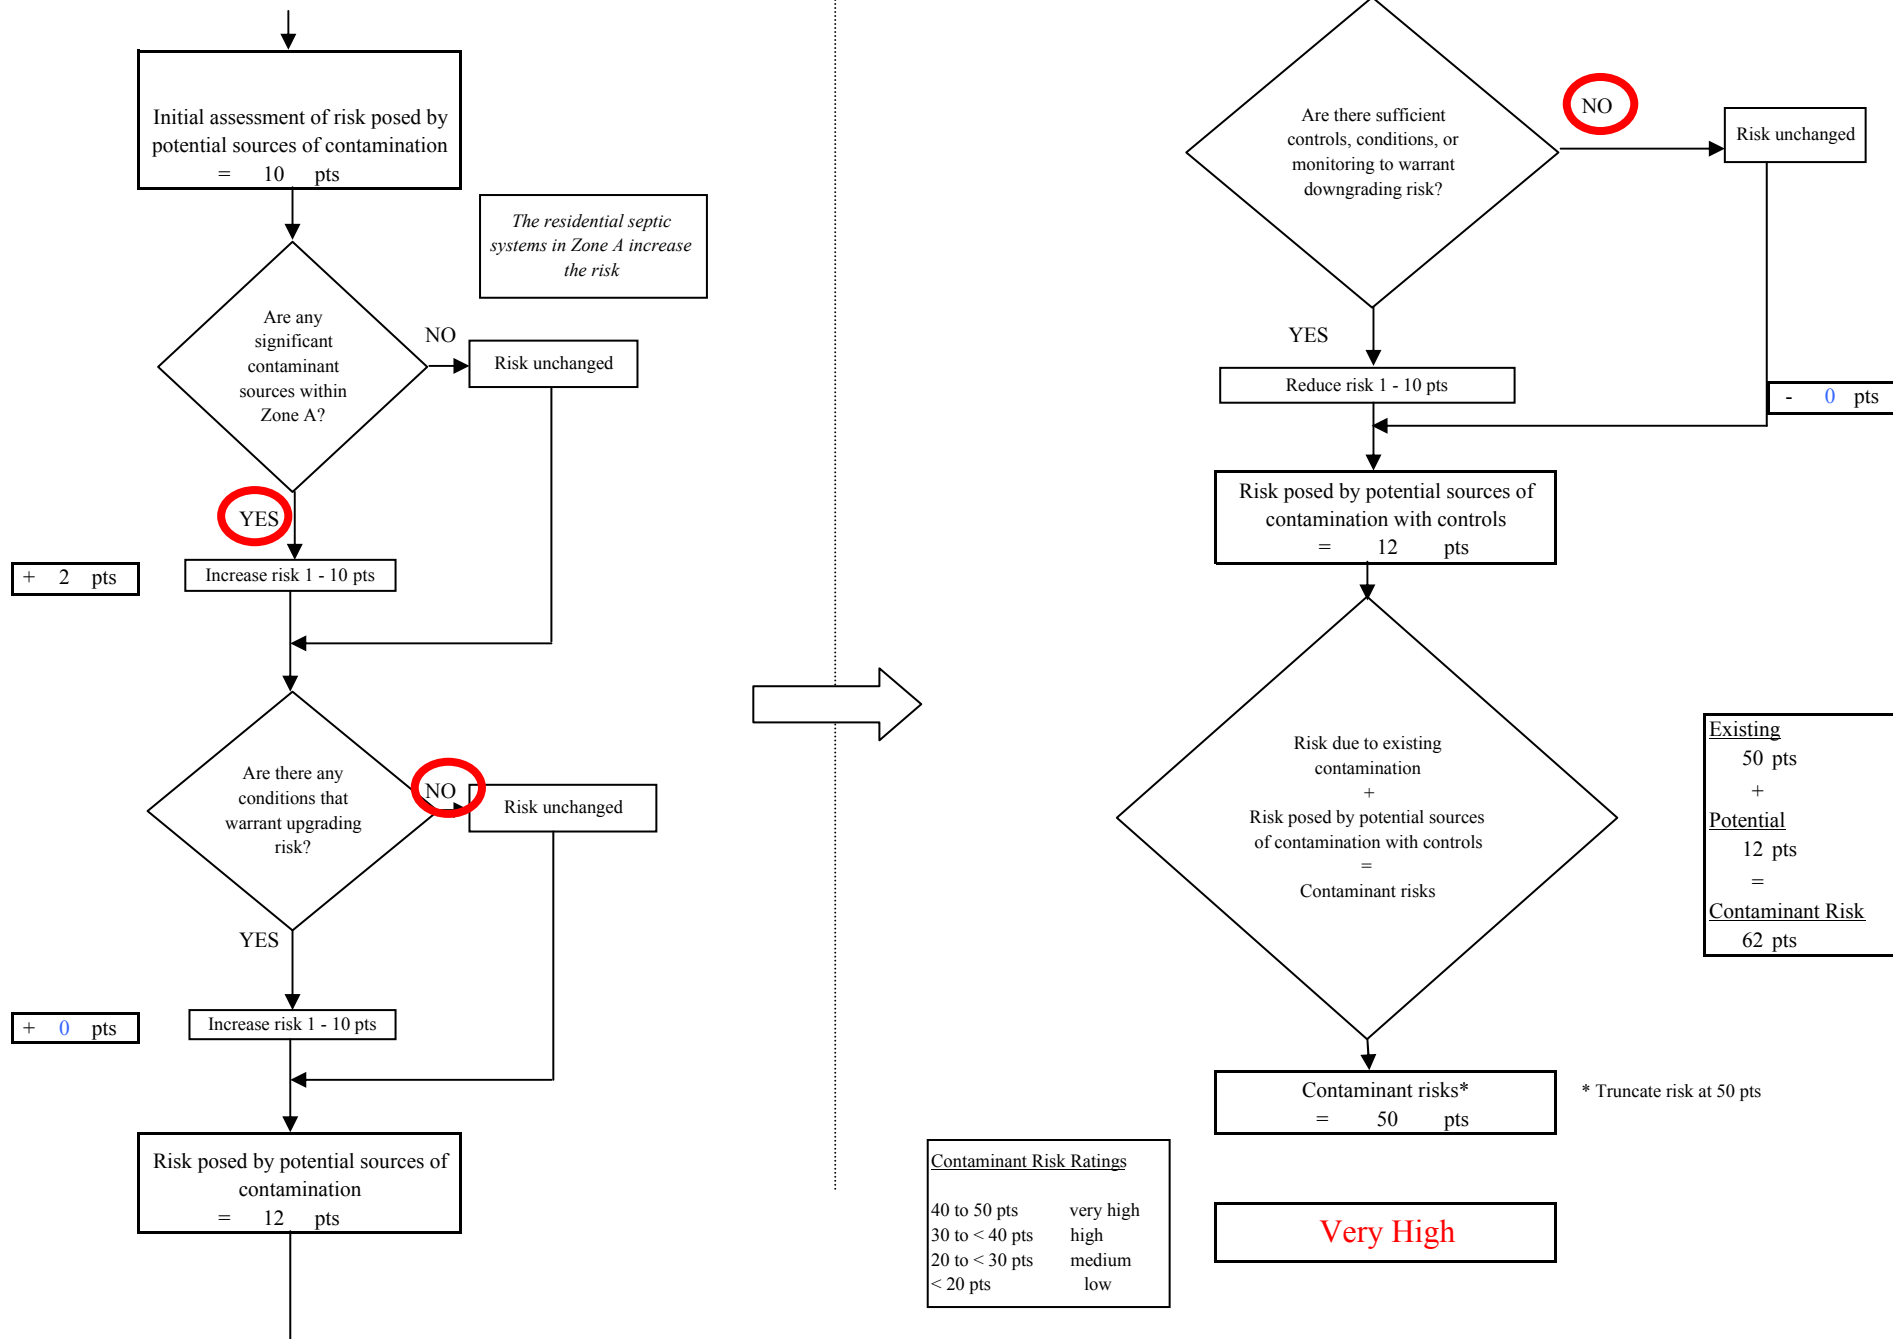 Initial assessment of risk posed by
potential sources of contamination
= 10 pts
The residential septic
systems in Zone A increase
the risk
Are any
significant
contaminant
sources within
Zone A?
NO
Risk unchanged
YES
+ 2 pts
Increase risk 1 - 10 pts
Are there any
conditions that
warrant upgrading
risk?
NO
Risk unchanged
YES
+ 0 pts
Increase risk 1 - 10 pts
Risk posed by potential sources of
contamination
= 12 pts
Are there sufficient
controls, conditions, or
monitoring to warrant
downgrading risk?
NO
Risk unchanged
YES
Reduce risk 1 - 10 pts
- 0 pts
Risk posed by potential sources of
contamination with controls
= 12 pts
Risk due to existing
contamination
+
Risk posed by potential sources
of contamination with controls
=
Contaminant risks
Existing
50 pts
+
Potential
12 pts
=
Contaminant Risk
62 pts
Contaminant risks*
= 50 pts
* Truncate risk at 50 pts
Contaminant Risk Ratings
40 to 50 pts very high
30 to < 40 pts high
20 to < 30 pts medium
< 20 pts low
Very High